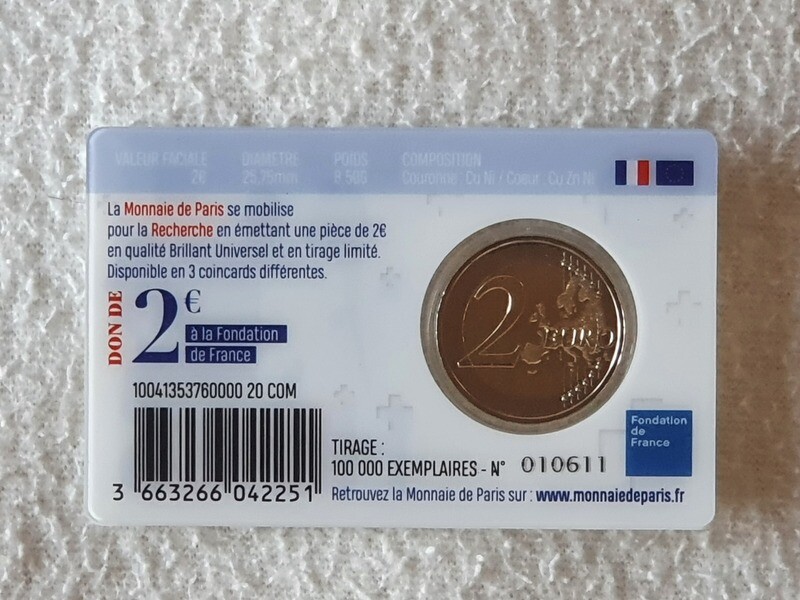 VALEUR FACIALE DIAMETRE POIDS COMPOSITION
2€ 25,75mm 8.50G Couronne : Cu Ni / Coeur : Cu Zn Ni
La Monnaie de Paris se mobilise
pour la Recherche en émettant une pièce de 2€
en qualité Brillant Universel et en tirage limité.
Disponible en 3 coincards différentes.
DON DE
2€
à la Fondation
de France
10041353760000 20 COM
3 663266 042251
2 EURO
TIRAGE :
100 000 EXEMPLAIRES - N° 010611
Retrouvez la Monnaie de Paris sur : www.monnaiedeparis.fr
Fondation
de
France